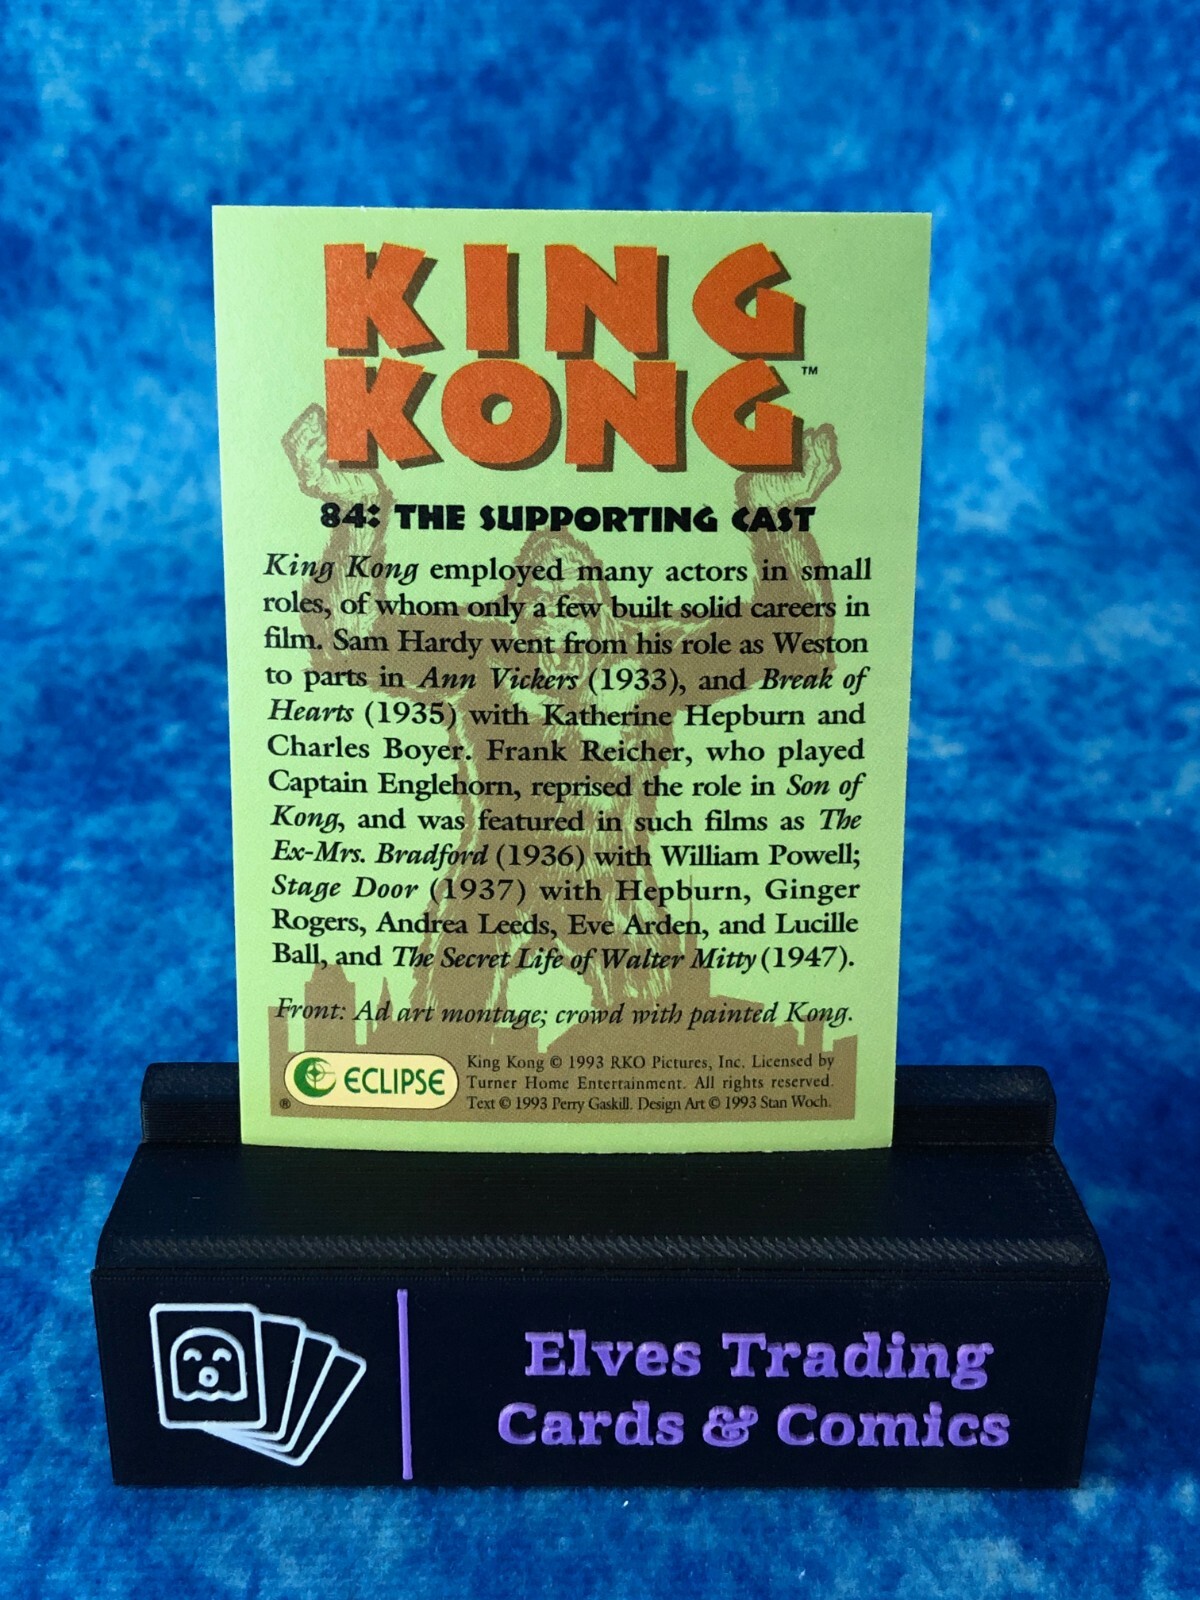 KING
KONG™
84: THE SUPPORTING CAST
King Kong employed many actors in small
roles, of whom only a few built solid careers in
film. Sam Hardy went from his role as Weston
to parts in Ann Vickers (1933), and Break of
Hearts (1935) with Katherine Hepburn and
Charles Boyer. Frank Reicher, who played
Captain Englehorn, reprised the role in Son of
Kong, and was featured in such films as The
Ex-Mrs. Bradford (1936) with William Powell;
Stage Door (1937) with Hepburn, Ginger
Rogers, Andrea Leeds, Eve Arden, and Lucille
Ball, and The Secret Life of Walter Mitty (1947).
Front: Ad art montage; crowd with painted Kong.
® ECLIPSE
King Kong © 1993 RKO Pictures, Inc. Licensed by
Turner Home Entertainment. All rights reserved.
Text © 1993 Perry Gaskill. Design Art © 1993 Stan Woch.
Elves Trading
Cards & Comics